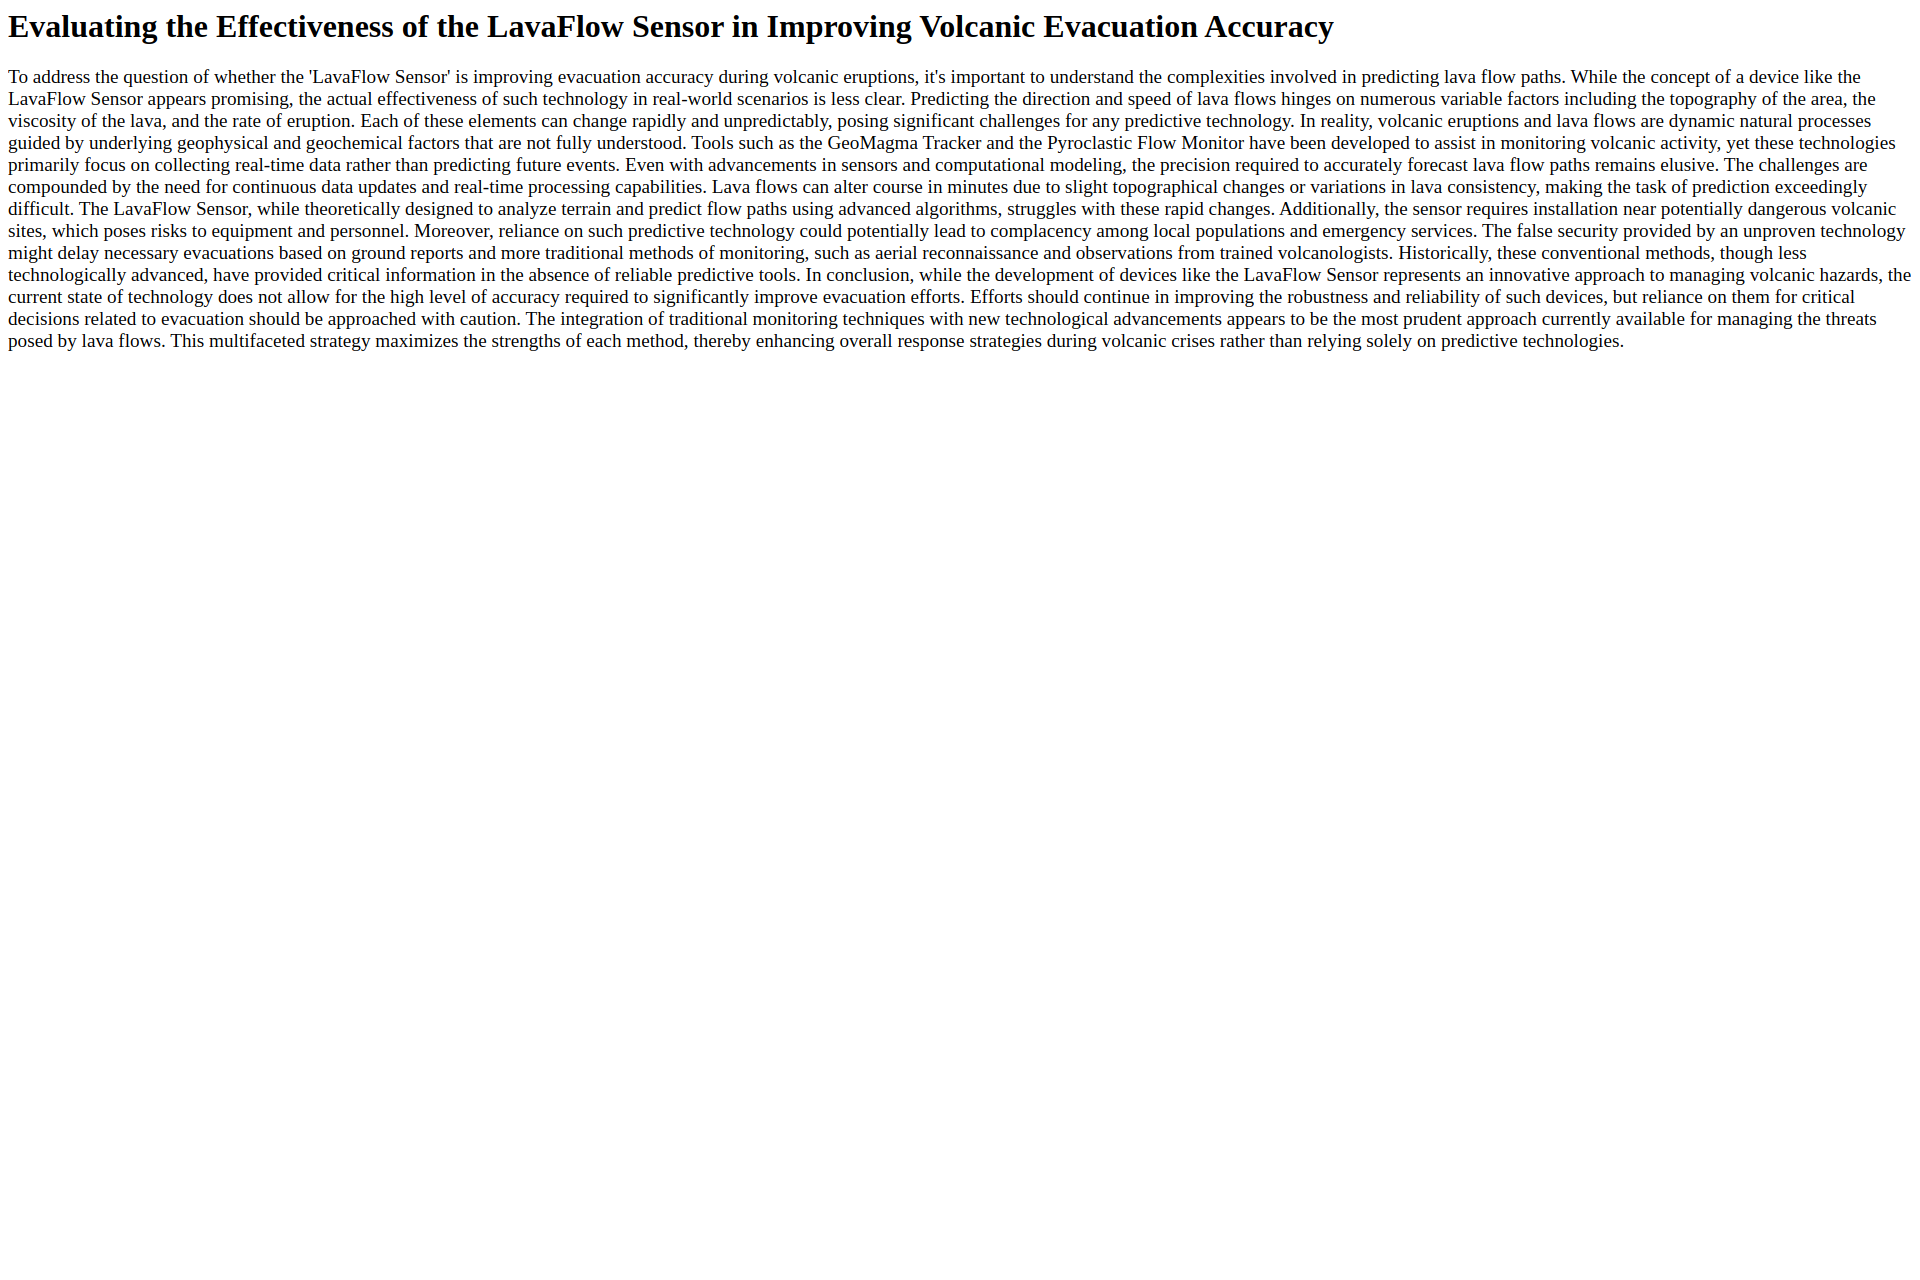 Evaluating the Effectiveness of the LavaFlow Sensor in Improving Volcanic Evacuation Accuracy
To address the question of whether the 'LavaFlow Sensor' is improving evacuation accuracy during volcanic eruptions, it's important to understand the complexities involved in predicting lava flow paths. While the concept of a device like the
LavaFlow Sensor appears promising, the actual effectiveness of such technology in real-world scenarios is less clear. Predicting the direction and speed of lava flows hinges on numerous variable factors including the topography of the area, the
viscosity of the lava, and the rate of eruption. Each of these elements can change rapidly and unpredictably, posing significant challenges for any predictive technology. In reality, volcanic eruptions and lava flows are dynamic natural processes
guided by underlying geophysical and geochemical factors that are not fully understood. Tools such as the GeoMagma Tracker and the Pyroclastic Flow Monitor have been developed to assist in monitoring volcanic activity, yet these technologies
primarily focus on collecting real-time data rather than predicting future events. Even with advancements in sensors and computational modeling, the precision required to accurately forecast lava flow paths remains elusive. The challenges are
compounded by the need for continuous data updates and real-time processing capabilities. Lava flows can alter course in minutes due to slight topographical changes or variations in lava consistency, making the task of prediction exceedingly
difficult. The LavaFlow Sensor, while theoretically designed to analyze terrain and predict flow paths using advanced algorithms, struggles with these rapid changes. Additionally, the sensor requires installation near potentially dangerous volcanic
sites, which poses risks to equipment and personnel. Moreover, reliance on such predictive technology could potentially lead to complacency among local populations and emergency services. The false security provided by an unproven technology
might delay necessary evacuations based on ground reports and more traditional methods of monitoring, such as aerial reconnaissance and observations from trained volcanologists. Historically, these conventional methods, though less
technologically advanced, have provided critical information in the absence of reliable predictive tools. In conclusion, while the development of devices like the LavaFlow Sensor represents an innovative approach to managing volcanic hazards, the
current state of technology does not allow for the high level of accuracy required to significantly improve evacuation efforts. Efforts should continue in improving the robustness and reliability of such devices, but reliance on them for critical
decisions related to evacuation should be approached with caution. The integration of traditional monitoring techniques with new technological advancements appears to be the most prudent approach currently available for managing the threats
posed by lava flows. This multifaceted strategy maximizes the strengths of each method, thereby enhancing overall response strategies during volcanic crises rather than relying solely on predictive technologies.